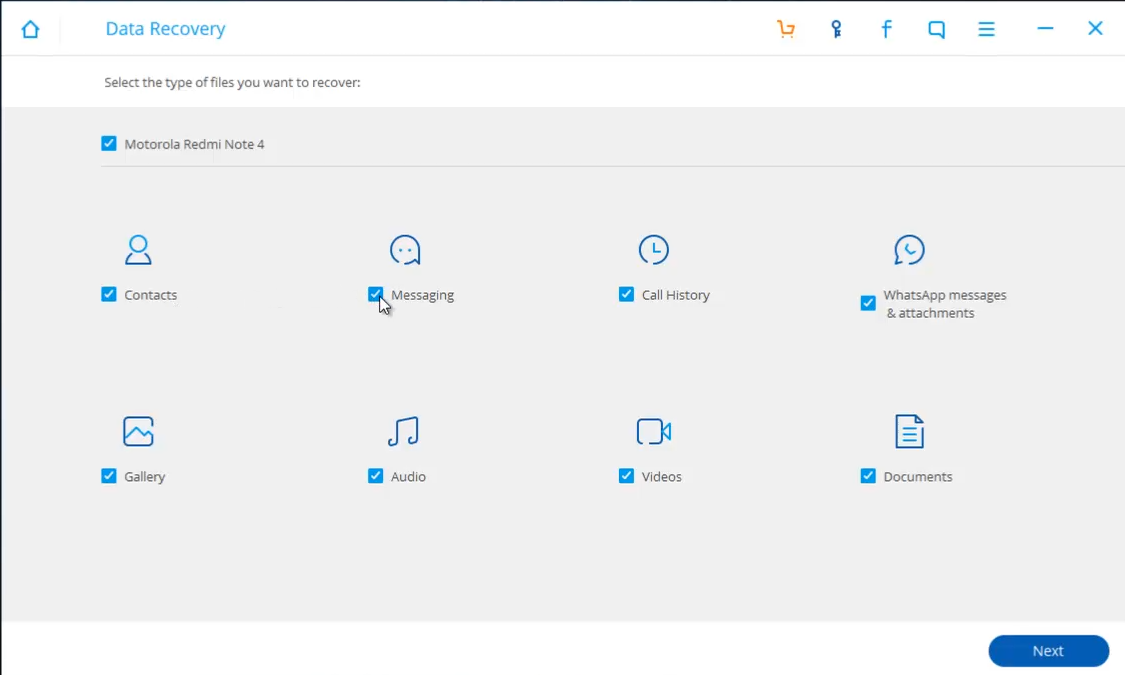 Data Recovery
Select the type of files you want to recover:
Motorola Redmi Note 4
Contacts
Messaging
Call History
WhatsApp messages
& attachments
Gallery
Audio
Videos
Documents
Next